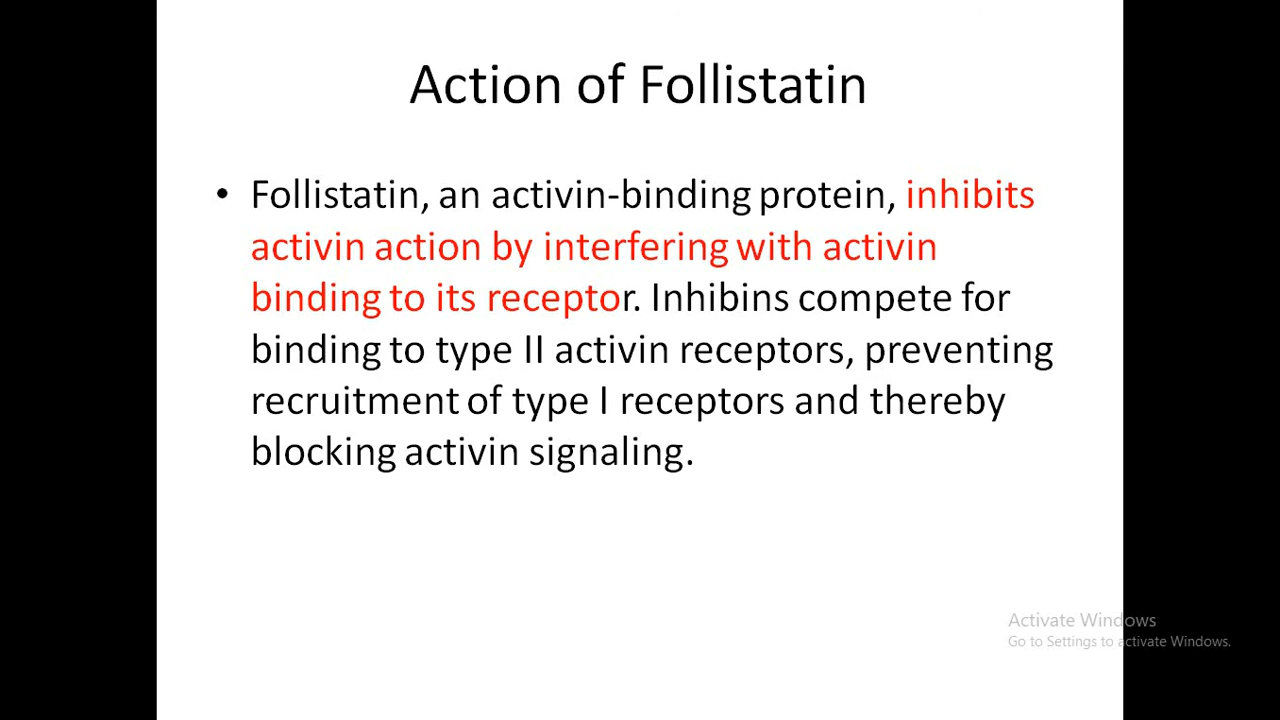 Action of Follistatin
• Follistatin, an activin-binding protein, inhibits
activin action by interfering with activin
binding to its receptor. Inhibins compete for
binding to type II activin receptors, preventing
recruitment of type I receptors and thereby
blocking activin signaling.
Activate Windows
Go to Settings to activate Windows.